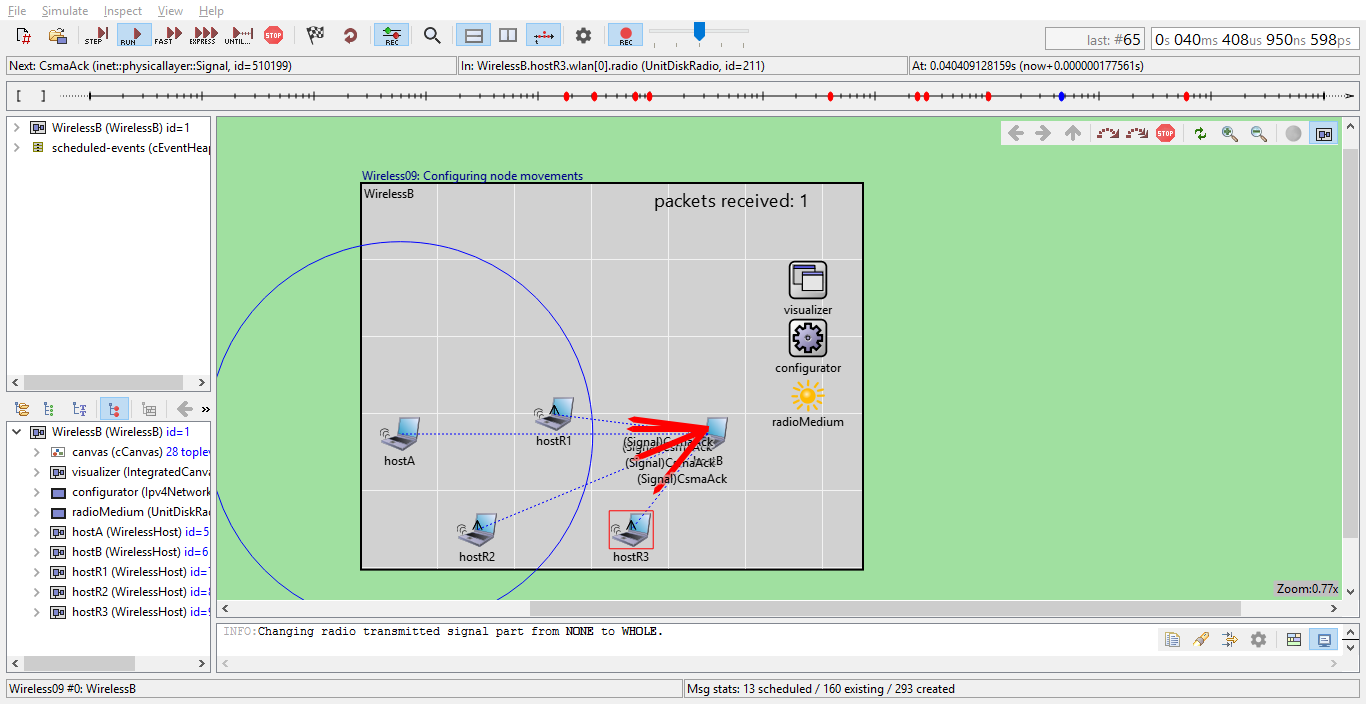 File Simulate Inspect View Help
STEP RUN FAST EXPRESS UNTIL... STOP REC REC last: #65 0s 040ms 408us 950ns 598ps
Next: CsmaAck (inet::physicallayer::Signal, id=510199) In: WirelessB.hostR3.wlan[0].radio (UnitDiskRadio, id=211) At: 0.040409128159s (now+0.000000177561s)
[ ]
WirelessB (WirelessB) id=1
scheduled-events (cEventHeap
STOP
Wireless09: Configuring node movements
WirelessB
packets received: 1
visualizer
configurator
radioMedium
hostA
hostR1
(Signal)CsmaAck
(Signal)CsmaAck
(Signal)CsmaAck
(Signal)CsmaAck
B
hostR2
hostR3
Zoom:0.77x
»
WirelessB (WirelessB) id=1
canvas (cCanvas) 28 toplev
visualizer (IntegratedCanva
configurator (Ipv4Network
radioMedium (UnitDiskRad
hostA (WirelessHost) id=5
hostB (WirelessHost) id=6
hostR1 (WirelessHost) id=
hostR2 (WirelessHost) id=
hostR3 (WirelessHost) id=
INFO:Changing radio transmitted signal part from NONE to WHOLE.
Wireless09 #0: WirelessB
Msg stats: 13 scheduled / 160 existing / 293 created